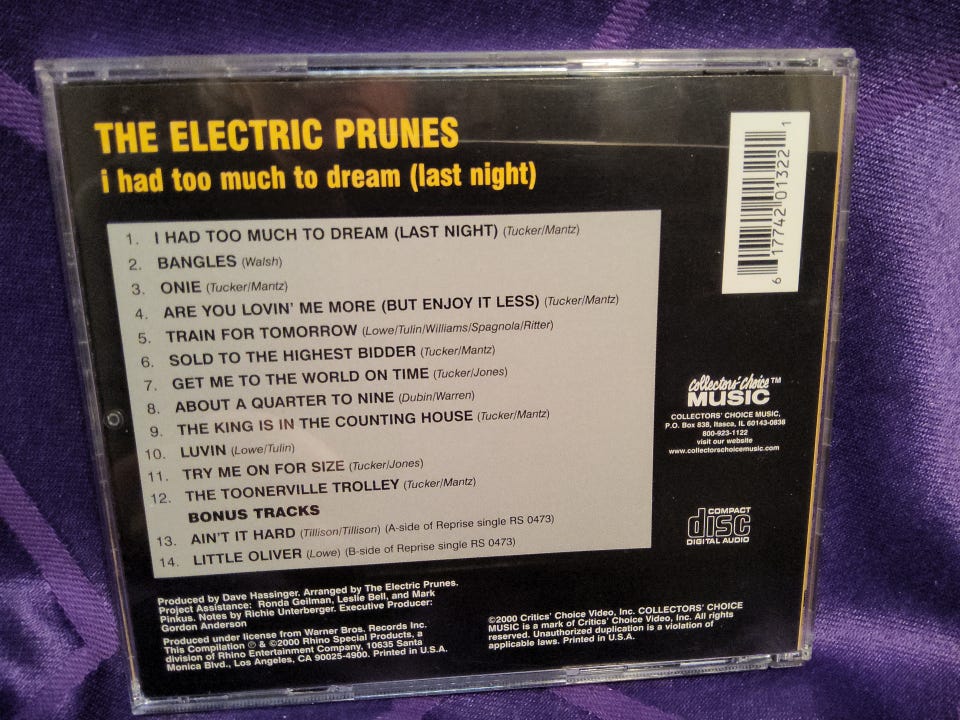 THE ELECTRIC PRUNES
i had too much to dream (last night)
1. I HAD TOO MUCH TO DREAM (LAST NIGHT) (Tucker/Mantz)
2. BANGLES (Walsh)
3. ONIE (Tucker/Mantz)
4. ARE YOU LOVIN' ME MORE (BUT ENJOY IT LESS) (Tucker/Mantz)
5. TRAIN FOR TOMORROW (Lowe/Tulin/Williams/Spagnola/Ritter)
6. SOLD TO THE HIGHEST BIDDER (Tucker/Mantz)
7. GET ME TO THE WORLD ON TIME (Tucker/Jones)
8. ABOUT A QUARTER TO NINE (Dubin/Warren)
9. THE KING IS IN THE COUNTING HOUSE (Tucker/Mantz)
10. LUVIN (Lowe/Tulin)
11. TRY ME ON FOR SIZE (Tucker/Jones)
12. THE TOONERVILLE TROLLEY (Tucker/Mantz)
BONUS TRACKS
13. AIN'T IT HARD (Tillison/Tillison) (A-side of Reprise single RS 0473)
14. LITTLE OLIVER (Lowe) (B-side of Reprise single RS 0473)
Produced by Dave Hassinger. Arranged by The Electric Prunes.
Project Assistance: Ronda Geilman, Leslie Bell, and Mark
Pinkus. Notes by Richie Unterberger. Executive Producer:
Gordon Anderson
Produced under license from Warner Bros. Records Inc.
This Compilation ℗ & ©2000 Rhino Special Products, a
division of Rhino Entertainment Company, 10635 Santa
Monica Blvd., Los Angeles, CA 90025-4900. Printed in U.S.A.
6 17742 01322 1
collectors' choice™
MUSIC
COLLECTORS' CHOICE MUSIC,
P.O. Box 838, Itasca, IL 60143-0838
800-923-1122
visit our website
www.collectorschoicemusic.com
COMPACT
disc
DIGITAL AUDIO
©2000 Critics' Choice Video, Inc. COLLECTORS' CHOICE
MUSIC is a mark of Critics' Choice Video, Inc. All rights
reserved. Unauthorized duplication is a violation of
applicable laws. Printed in U.S.A.